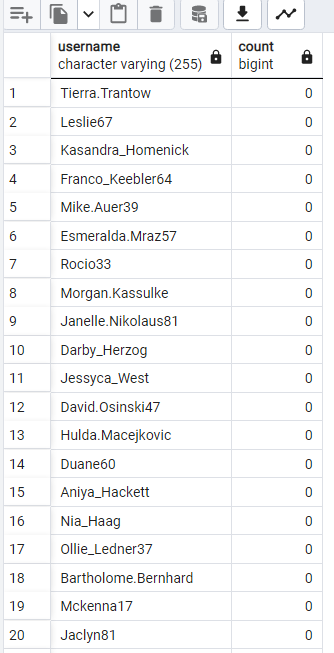 username count
character varying (255) bigint
1 Tierra.Trantow 0
2 Leslie67 0
3 Kasandra_Homenick 0
4 Franco_Keebler64 0
5 Mike.Auer39 0
6 Esmeralda.Mraz57 0
7 Rocio33 0
8 Morgan.Kassulke 0
9 Janelle.Nikolaus81 0
10 Darby_Herzog 0
11 Jessyca_West 0
12 David.Osinski47 0
13 Hulda.Macejkovic 0
14 Duane60 0
15 Aniya_Hackett 0
16 Nia_Haag 0
17 Ollie_Ledner37 0
18 Bartholome.Bernhard 0
19 Mckenna17 0
20 Jaclyn81 0